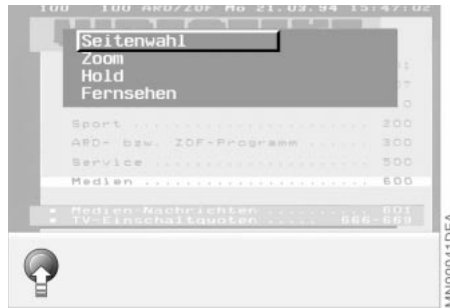 100 100 ARD/ZDF Mo 21.03.94 15:47:02
Seitenwahl
Zoom
Hold
Fernsehen
Sport .................... 200
ARD- bzw. ZDF-Programm .......... 300
Service .................... 500
Medien .................... 600
Medien-Nachrichten ........ 601
TV-Einschaltquoten ..... 666-669